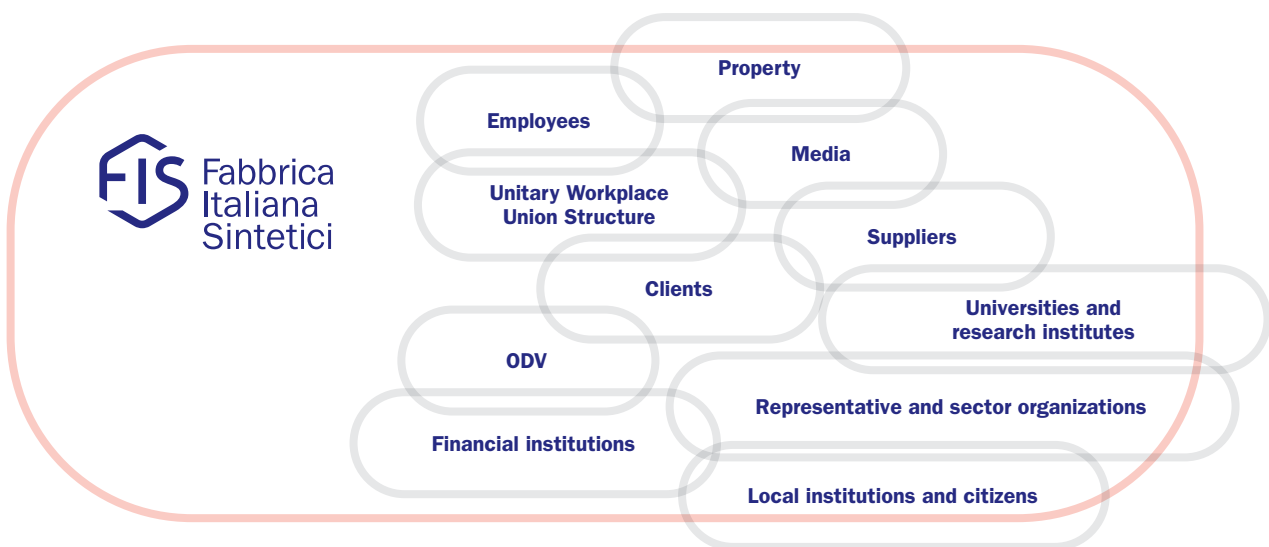 FIS
Fabbrica
Italiana
Sintetici
Property
Employees
Media
Unitary Workplace
Union Structure
Suppliers
Clients
Universities and
research institutes
ODV
Representative and sector organizations
Financial institutions
Local institutions and citizens